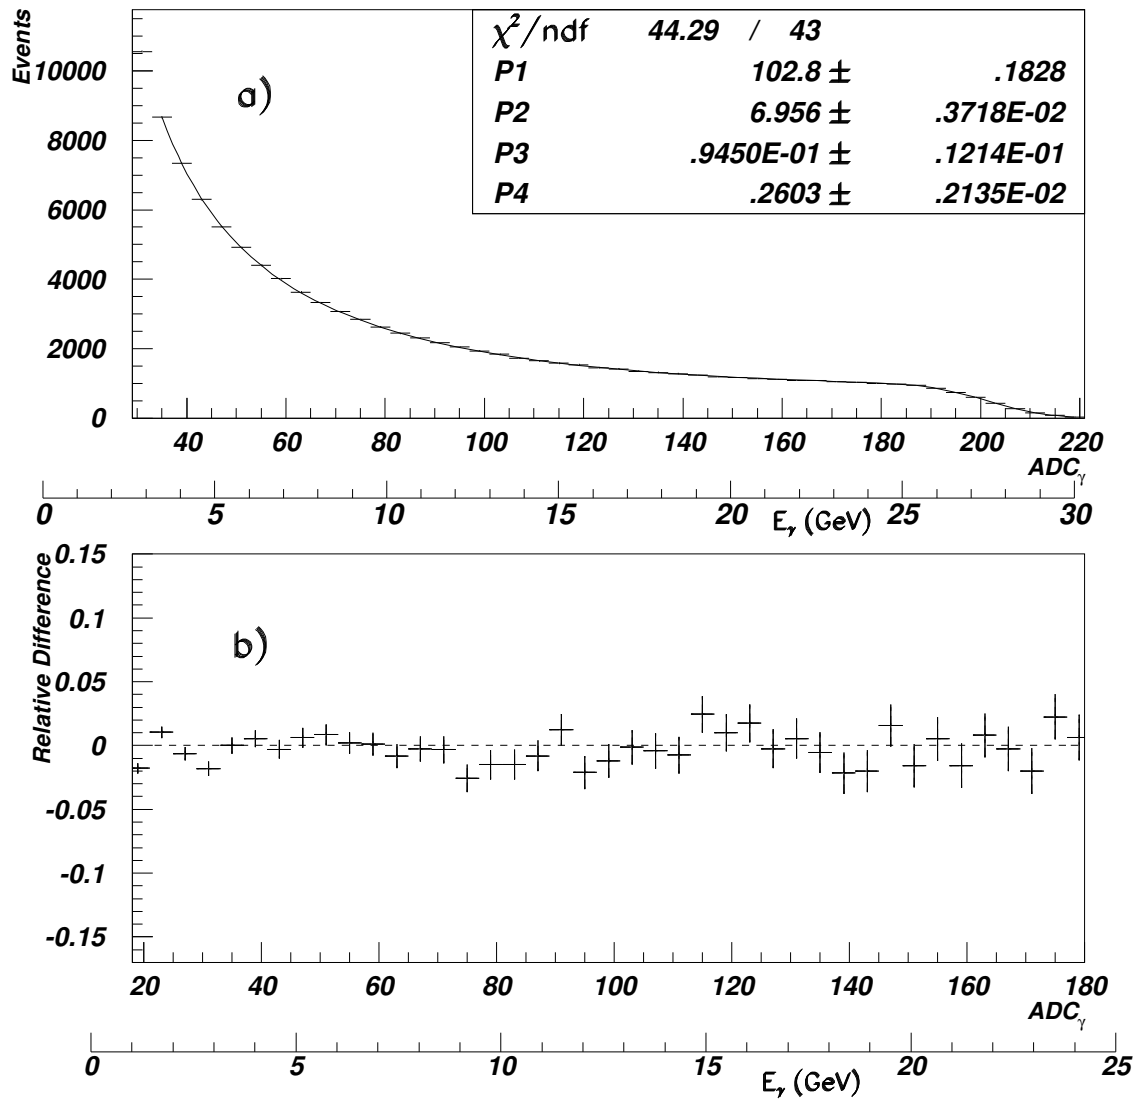 Events
10000
8000
6000
4000
2000
0
a)
χ²/ndf 44.29 / 43
P1 102.8 ± .1828
P2 6.956 ± .3718E-02
P3 .9450E-01 ± .1214E-01
P4 .2603 ± .2135E-02
40 60 80 100 120 140 160 180 200 220
ADCγ
0 5 10 15 20 25 30
Eγ (GeV)
Relative Difference
0.15
0.1
0.05
0
-0.05
-0.1
-0.15
b)
20 40 60 80 100 120 140 160 180
ADCγ
0 5 10 15 20 25
Eγ (GeV)